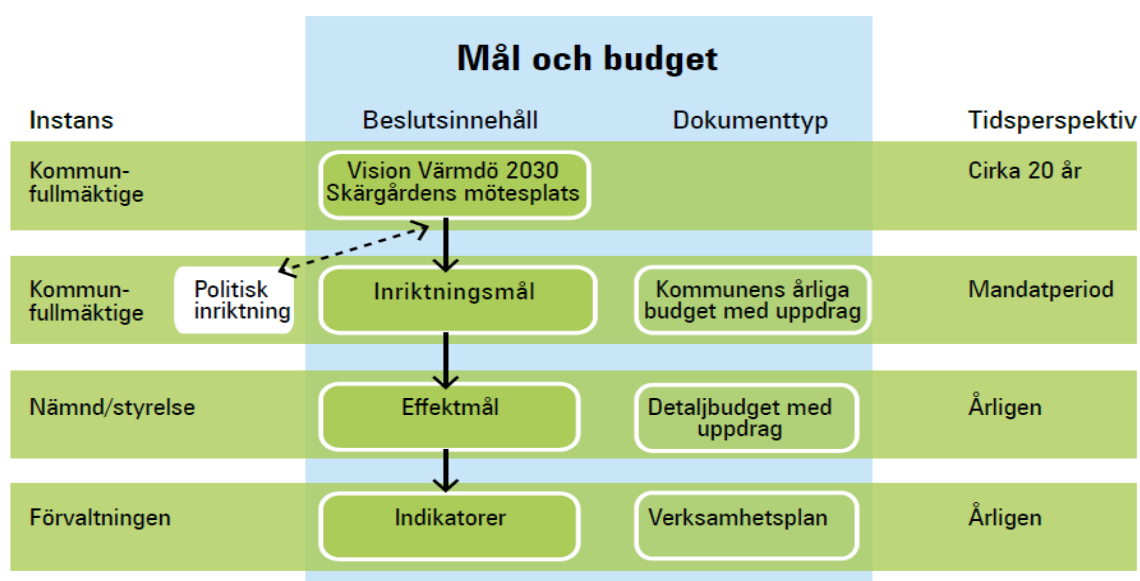 Mål och budget
Instans
Beslutsinnehåll
Dokumenttyp
Tidsperspektiv
Kommun-
fullmäktige
Vision Värmdö 2030
Skärgårdens mötesplats
Cirka 20 år
Kommun-
fullmäktige
Politisk
inriktning
Inriktningsmål
Kommunens årliga
budget med uppdrag
Mandatperiod
Nämnd/styrelse
Effektmål
Detaljbudget med
uppdrag
Årligen
Förvaltningen
Indikatorer
Verksamhetsplan
Årligen